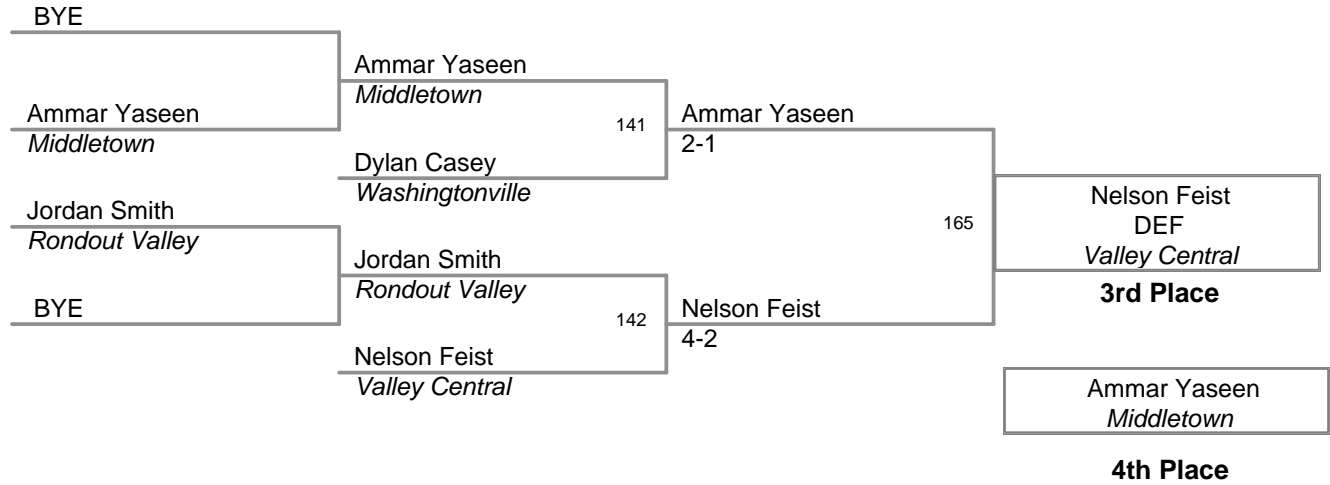 BYE
Ammar Yaseen
Middletown
Jordan Smith
Rondout Valley
BYE
Ammar Yaseen
Middletown
141
Dylan Casey
Washingtonville
Jordan Smith
Rondout Valley
142
Nelson Feist
Valley Central
Ammar Yaseen
2-1
165
Nelson Feist
4-2
Nelson Feist
DEF
Valley Central
3rd Place
Ammar Yaseen
Middletown
4th Place